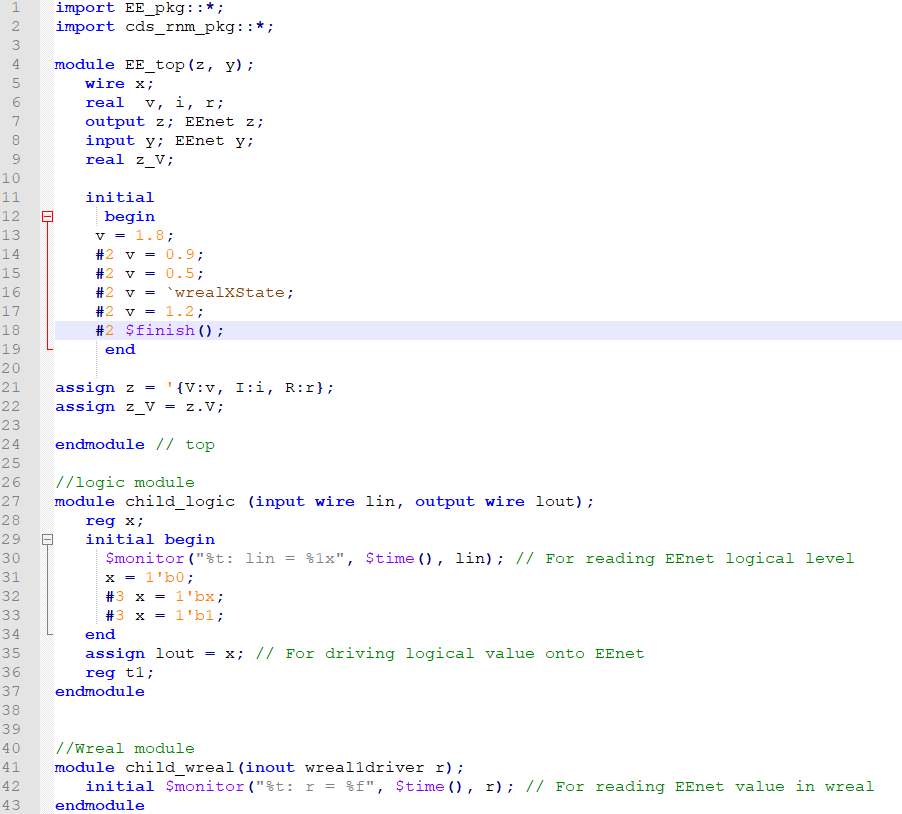 1 import EE_pkg::*;
2 import cds_rnm_pkg::*;
3
4 module EE_top(z, y);
5 wire x;
6 real  v, i, r;
7 output z; EEnet z;
8 input y; EEnet y;
9 real z_V;
10
11 initial
12 begin
13 v = 1.8;
14 #2 v = 0.9;
15 #2 v = 0.5;
16 #2 v = `wrealXState;
17 #2 v = 1.2;
18 #2 $finish();
19 end
20
21 assign z = '{V:v, I:i, R:r};
22 assign z_V = z.V;
23
24 endmodule // top
25
26 //logic module
27 module child_logic (input wire lin, output wire lout);
28 reg x;
29 initial begin
30 $monitor("%t: lin = %1x", $time(), lin); // For reading EEnet logical level
31 x = 1'b0;
32 #3 x = 1'bx;
33 #3 x = 1'b1;
34 end
35 assign lout = x; // For driving logical value onto EEnet
36 reg t1;
37 endmodule
38
39
40 //Wreal module
41 module child_wreal(inout wreal1driver r);
42 initial $monitor("%t: r = %f", $time(), r); // For reading EEnet value in wreal
43 endmodule